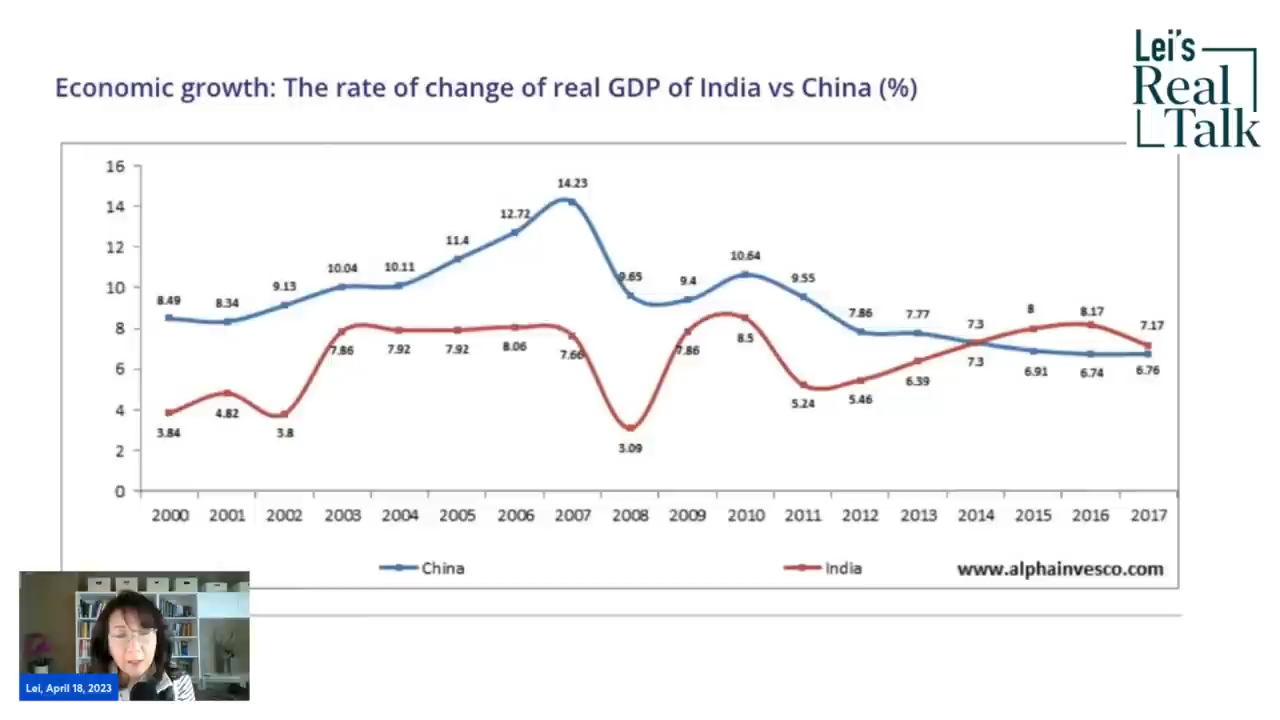 Lei's
Real
Talk
Economic growth: The rate of change of real GDP of India vs China (%)
16
14
12
10
8
6
4
2
0
8.49 8.34 9.13 10.04 10.11 11.4 12.72 14.23 9.65 9.4 10.64 9.55 7.86 7.77 7.3 6.91 6.74 6.76
3.84 4.82 3.8 7.86 7.92 7.92 8.06 7.66 3.09 7.86 8.5 5.24 5.46 6.39 7.3 8 8.17 7.17
2000 2001 2002 2003 2004 2005 2006 2007 2008 2009 2010 2011 2012 2013 2014 2015 2016 2017
China India www.alphainvesco.com
Lei, April 18, 2023